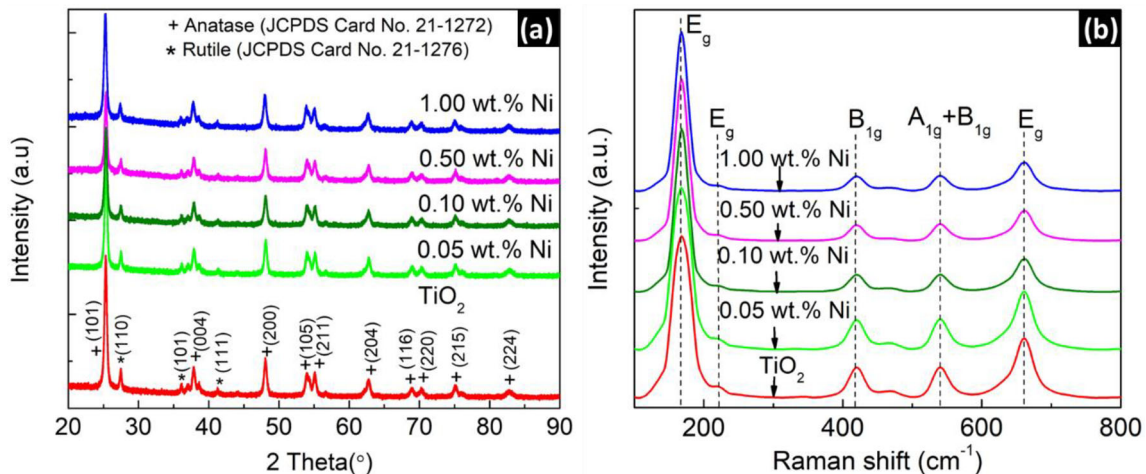 (a)
+ Anatase (JCPDS Card No. 21-1272)
* Rutile (JCPDS Card No. 21-1276)
1.00 wt.% Ni
0.50 wt.% Ni
0.10 wt.% Ni
0.05 wt.% Ni
TiO2
+ (101)
*(110)
*(101)
+(004)
*(111)
+(200)
+(105)
+(211)
+(204)
+(116)
+(220)
+(215)
+(224)
20 30 40 50 60 70 80 90
2 Theta(°)
Intensity (a.u)
(b)
Eg
Eg
B1g
A1g+B1g
Eg
1.00 wt.% Ni
0.50 wt.% Ni
0.10 wt.% Ni
0.05 wt.% Ni
TiO2
200 400 600 800
Raman shift (cm-1)
Intensity (a.u.)